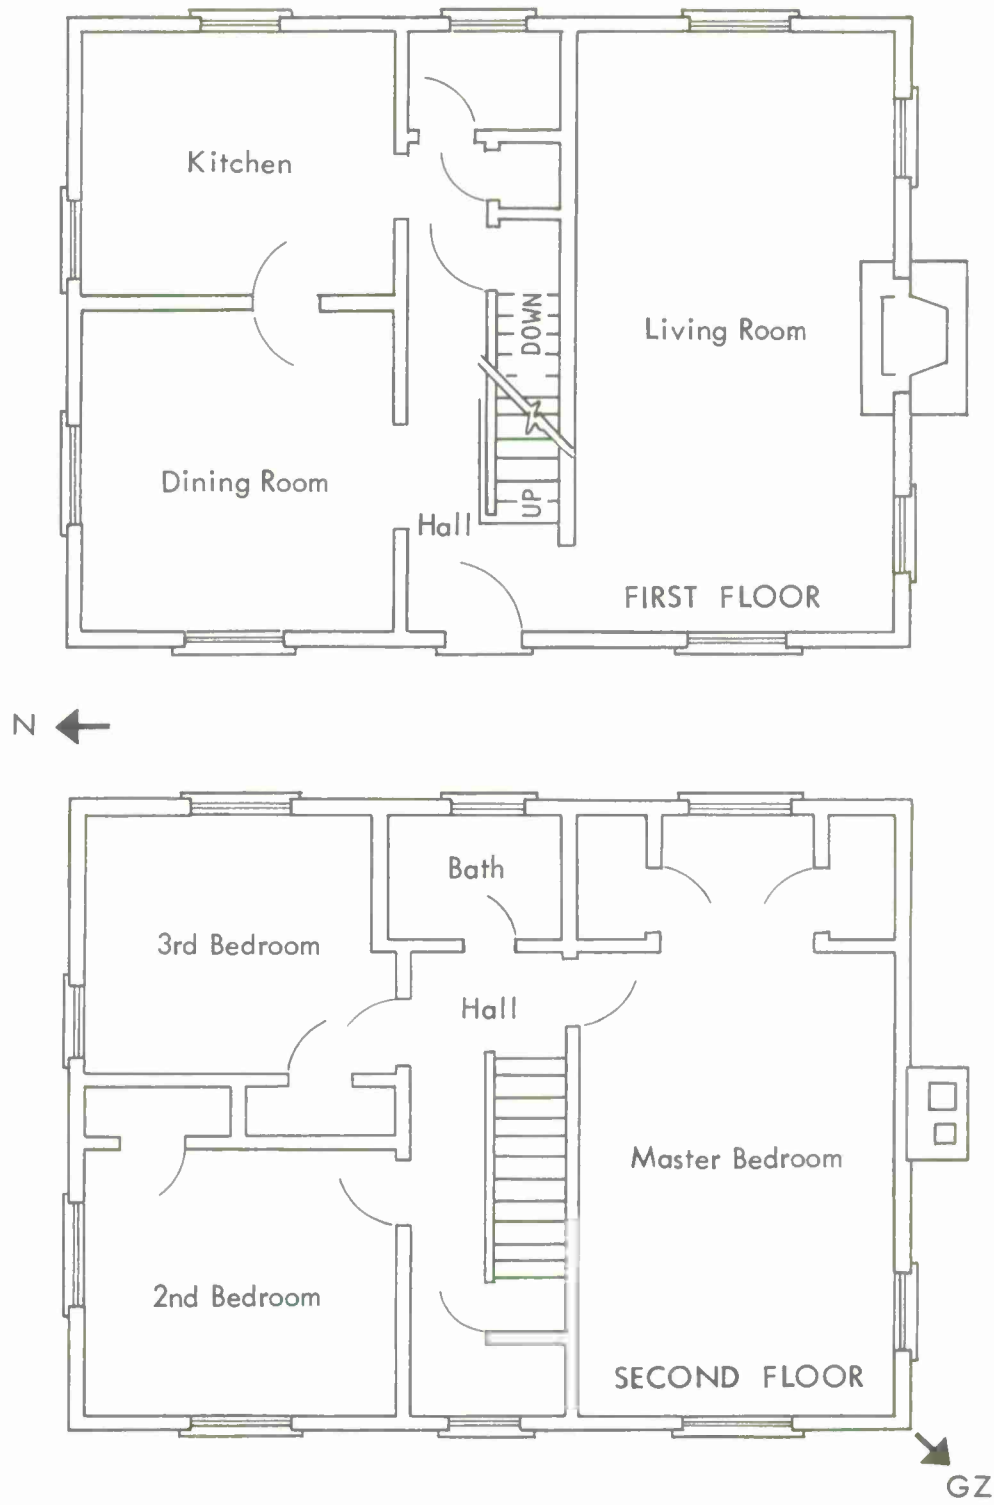 Kitchen
DOWN
Living Room
Dining Room
UP
Hall
FIRST FLOOR
N
Bath
3rd Bedroom
Hall
Master Bedroom
2nd Bedroom
SECOND FLOOR
GZ